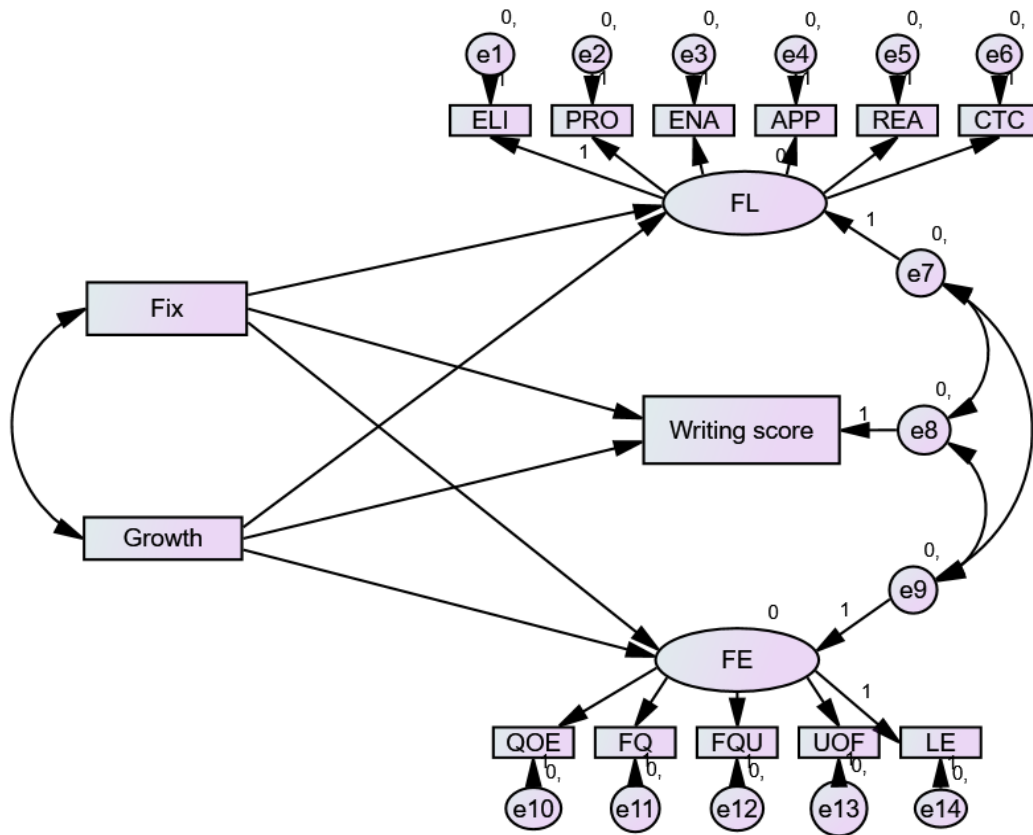 0, 0, 0, 0, 0, 0,
e1 e2 e3 e4 e5 e6
1 1 1 1 1 1
ELI PRO ENA APP REA CTC
1 0
FL
1 0,
e7
Fix
0,
Writing score 1 e8
Growth
0,
e9
0 1
FE
1
QOE FQ FQU UOF LE
1 1 1 1 1
0, 0, 0, 0, 0,
e10 e11 e12 e13 e14